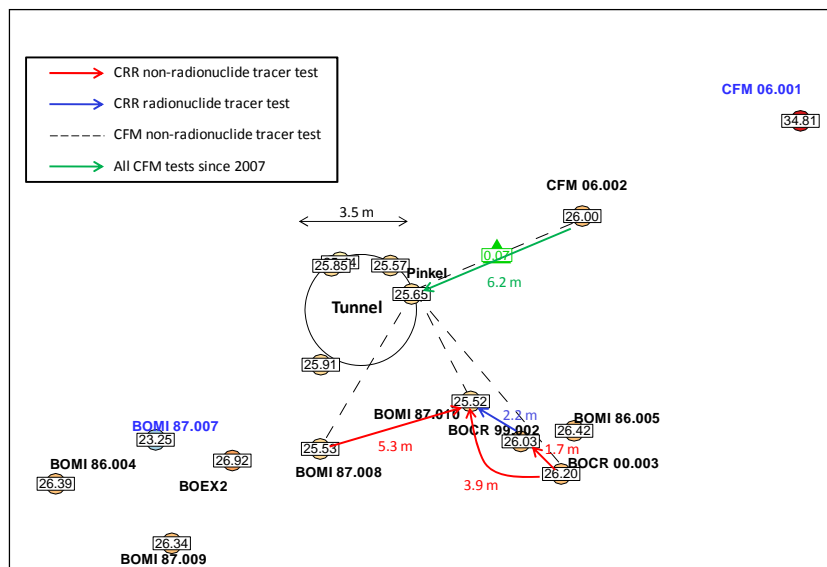 CRR non-radionuclide tracer test
CRR radionuclide tracer test
CFM non-radionuclide tracer test
All CFM tests since 2007
CFM 06.001
34.81
CFM 06.002
26.00
3.5 m
0.07
6.2 m
25.85
25.57
Pinkel
25.65
Tunnel
25.91
25.52
BOMI 87.010
2.2 m
BOMI 86.005
26.42
BOCR 99.002
26.03
1.7 m
BOCR 00.003
26.20
3.9 m
5.3 m
25.53
BOMI 87.008
BOMI 87.007
23.25
26.92
BOEX2
BOMI 86.004
26.39
26.34
BOMI 87.009